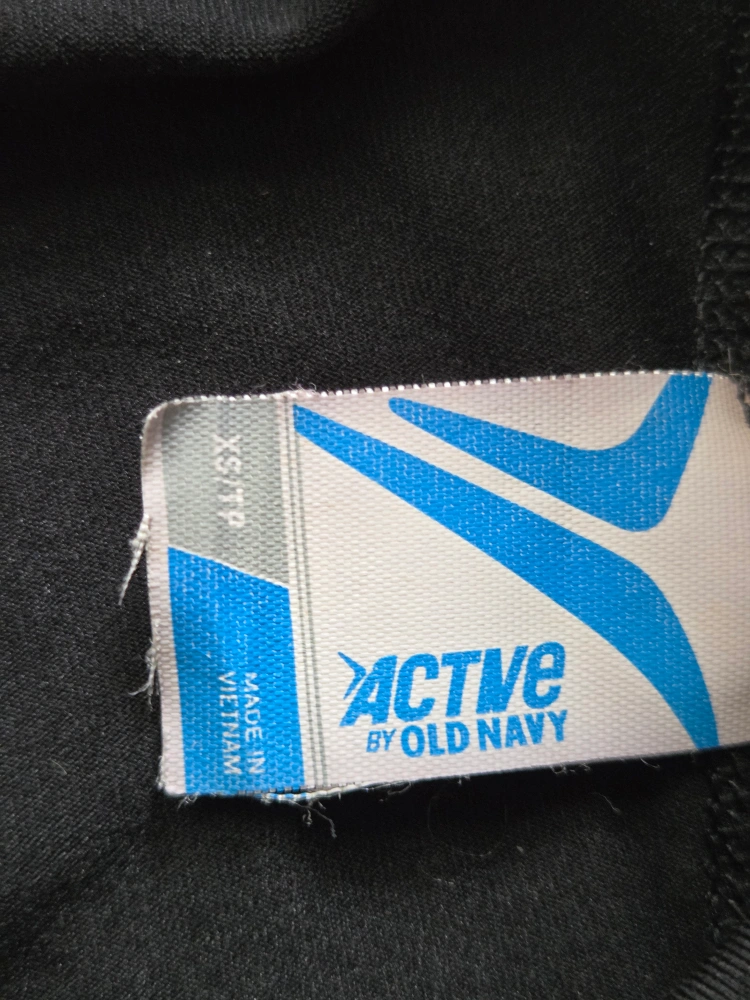 XS/TP
MADE IN
VIETNAM
ACTIVE
BY OLD NAVY